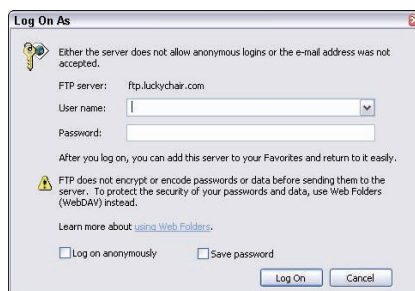 Log On As
Either the server does not allow anonymous logins or the e-mail address was not
accepted.
FTP server: ftp.luckychair.com
User name:
Password:
After you log on, you can add this server to your Favorites and return to it easily.
FTP does not encrypt or encode passwords or data before sending them to the
server. To protect the security of your passwords and data, use Web Folders
(WebDAV) instead.
Learn more about using Web Folders.
Log on anonymously Save password
Log On Cancel